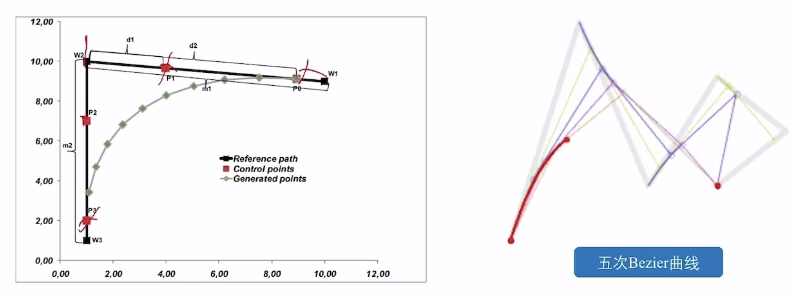 12,00
10,00
8,00
6,00
4,00
2,00
0,00
0,00 2,00 4,00 6,00 8,00 10,00 12,00
d1
d2
W2
P1
m1
P0
W1
P2
m2
P3
W3
Reference path
Control points
Generated points
五次Bezier曲线